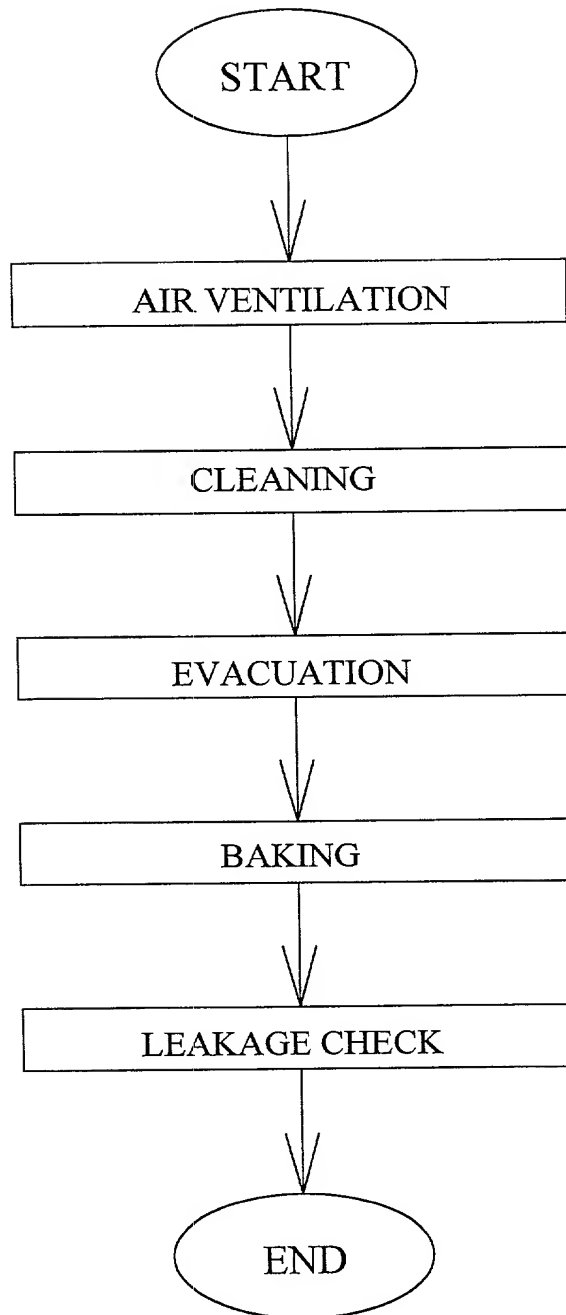 START
AIR VENTILATION
CLEANING
EVACUATION
BAKING
LEAKAGE CHECK
END